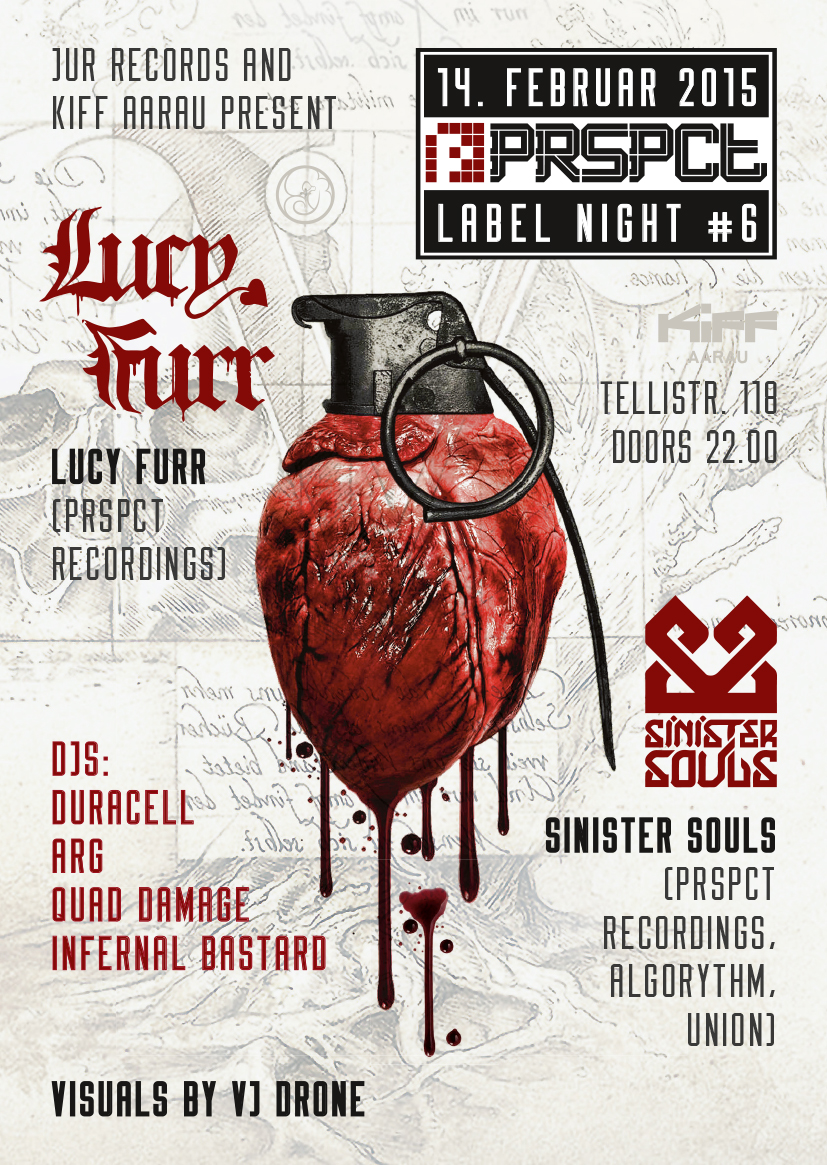 JUR RECORDS AND
KIFF AARAU PRESENT
14. FEBRUAR 2015
PRSPCT
LABEL NIGHT #6
Lucy
Furr
KIFF
AARAU
TELLISTR. 118
DOORS 22.00
LUCY FURR
(PRSPCT
RECORDINGS)
SINISTER
SOULS
DJS:
DURACELL
ARG
QUAD DAMAGE
INFERNAL BASTARD
SINISTER SOULS
(PRSPCT
RECORDINGS,
ALGORYTHM,
UNION)
VISUALS BY VJ DRONE